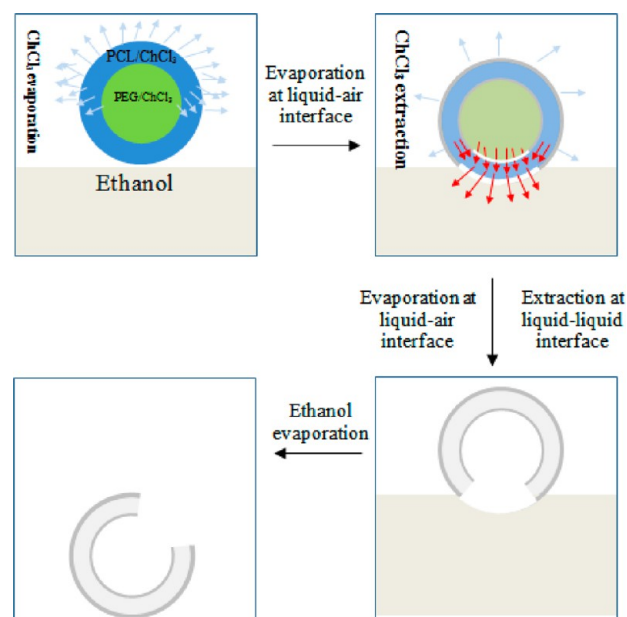 ChCl₃ evaporation
PCL/ChCl₃
PEG/ChCl₃
Ethanol
Evaporation
at liquid-air
interface
ChCl₃ extraction
Evaporation at
liquid-air
interface
Extraction at
liquid-liquid
interface
Ethanol
evaporation